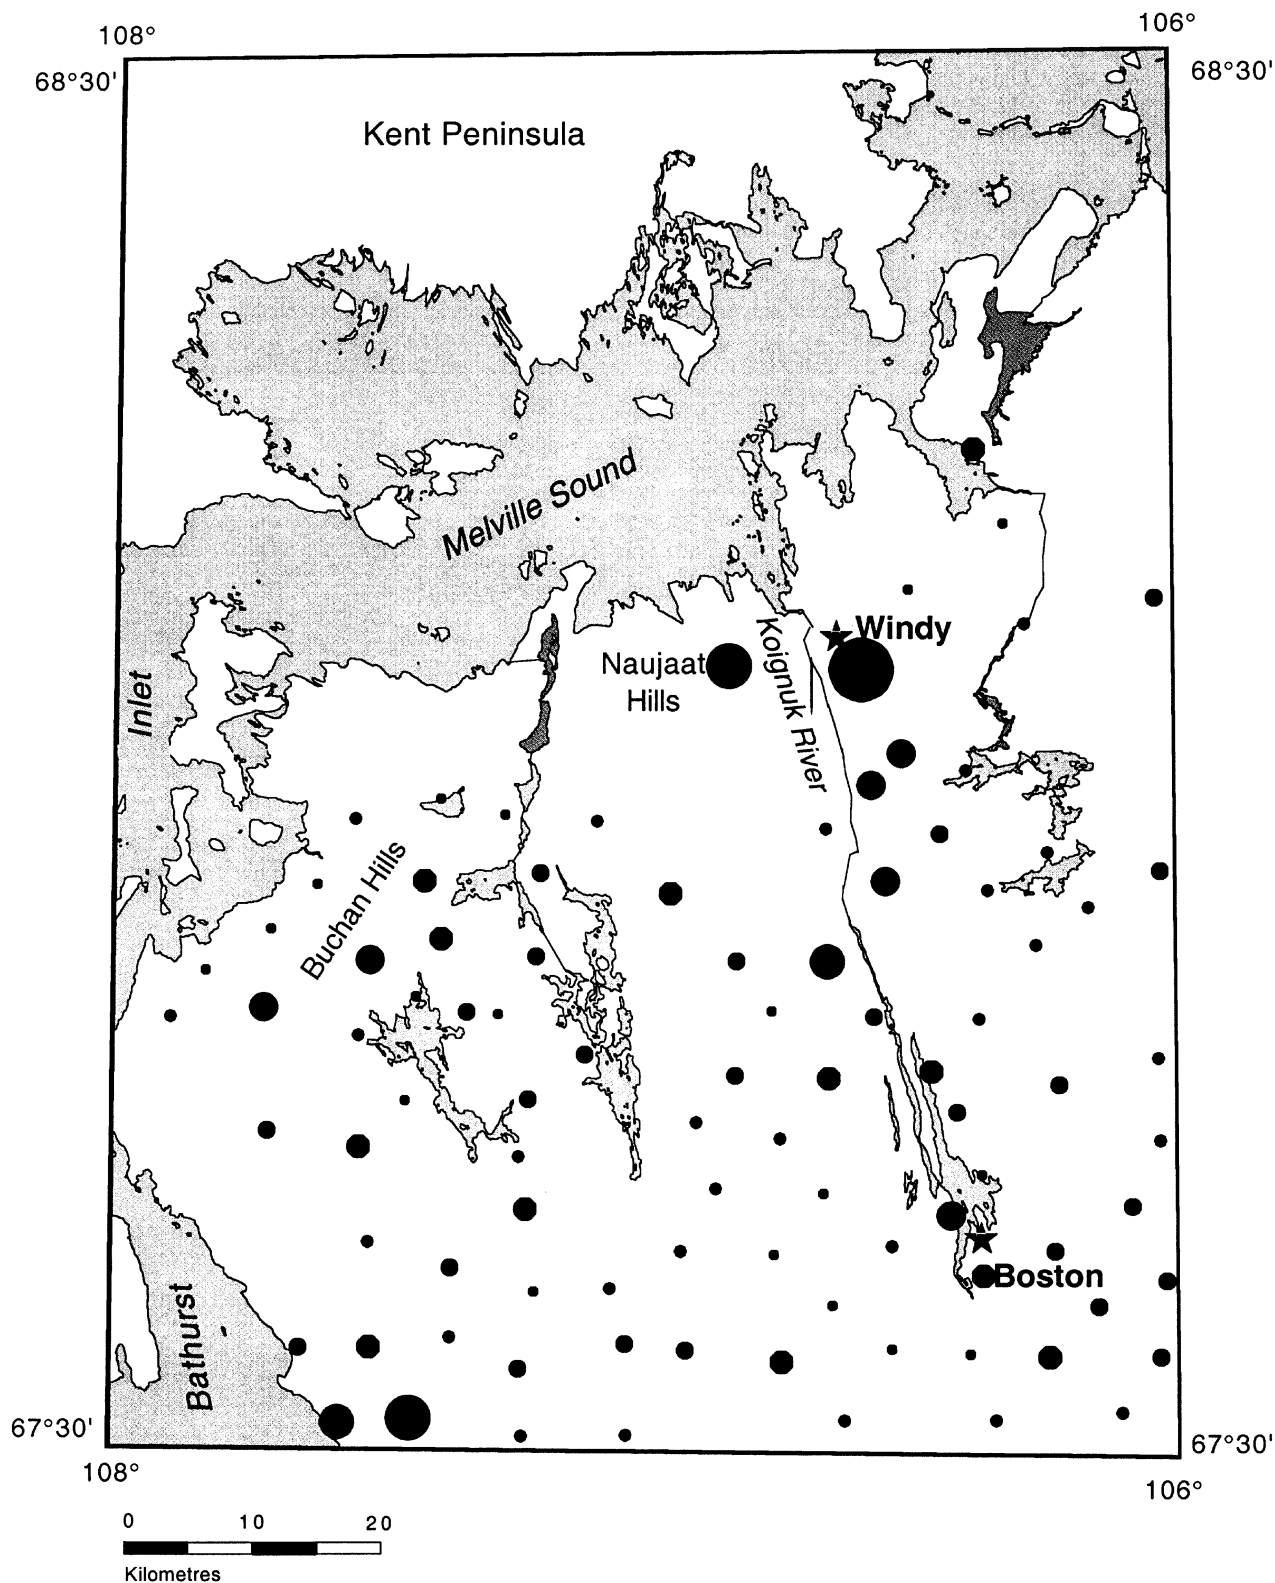 108°
106°
68°30'
68°30'
Kent Peninsula
Melville Sound
Windy
Naujaat
Hills
Koignuk River
Inlet
Buchan Hills
Boston
Bathurst
67°30'
67°30'
108°
106°
0 10 20
Kilometres